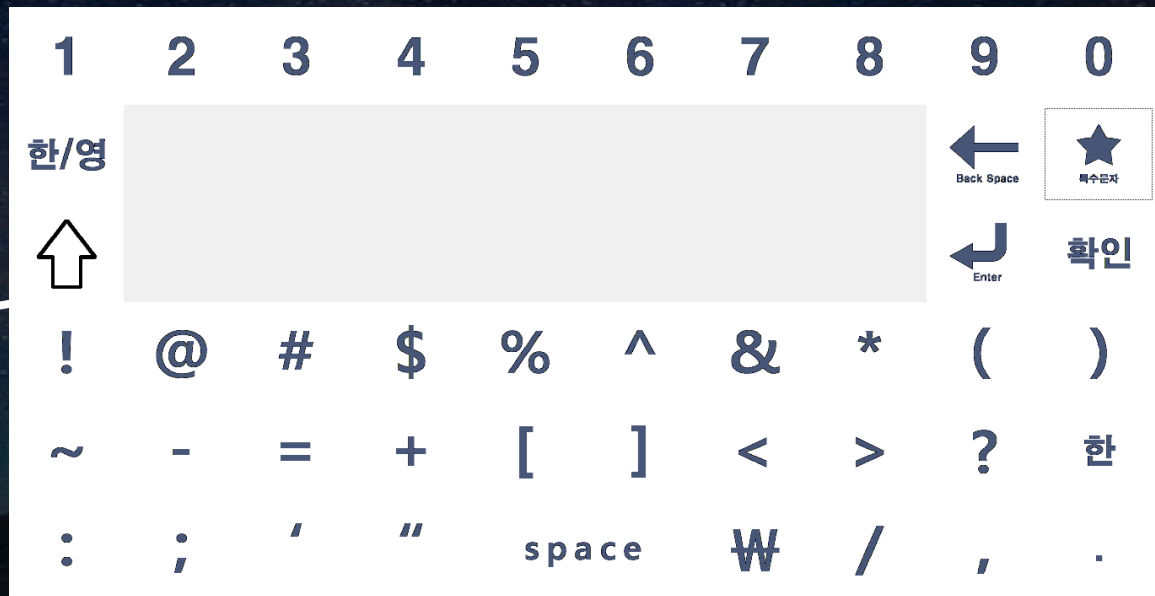 1 2 3 4 5 6 7 8 9 0
한/영
Back Space
특수문자
Enter
확인
! @ # $ % ^ & * ( )
~ - = + [ ] < > ? 한
: ; ‘ “ space ₩ / , .